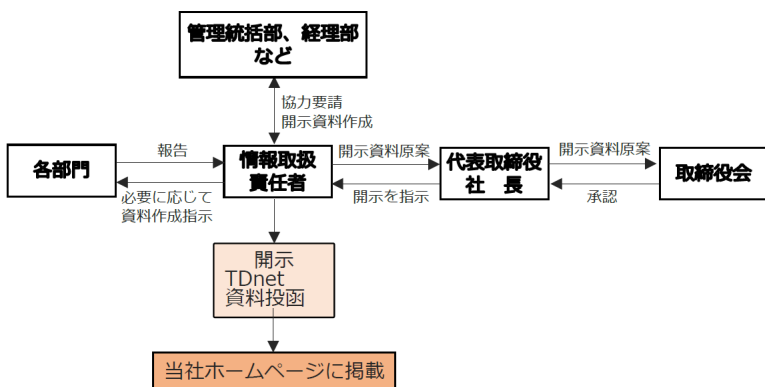 管理統括部、経理部
など
協力要請
開示資料作成
各部門
報告
必要に応じて
資料作成指示
情報取扱
責任者
開示資料原案
開示を指示
代表取締役
社　長
開示資料原案
承認
取締役会
開示
TDnet
資料投函
当社ホームページに掲載